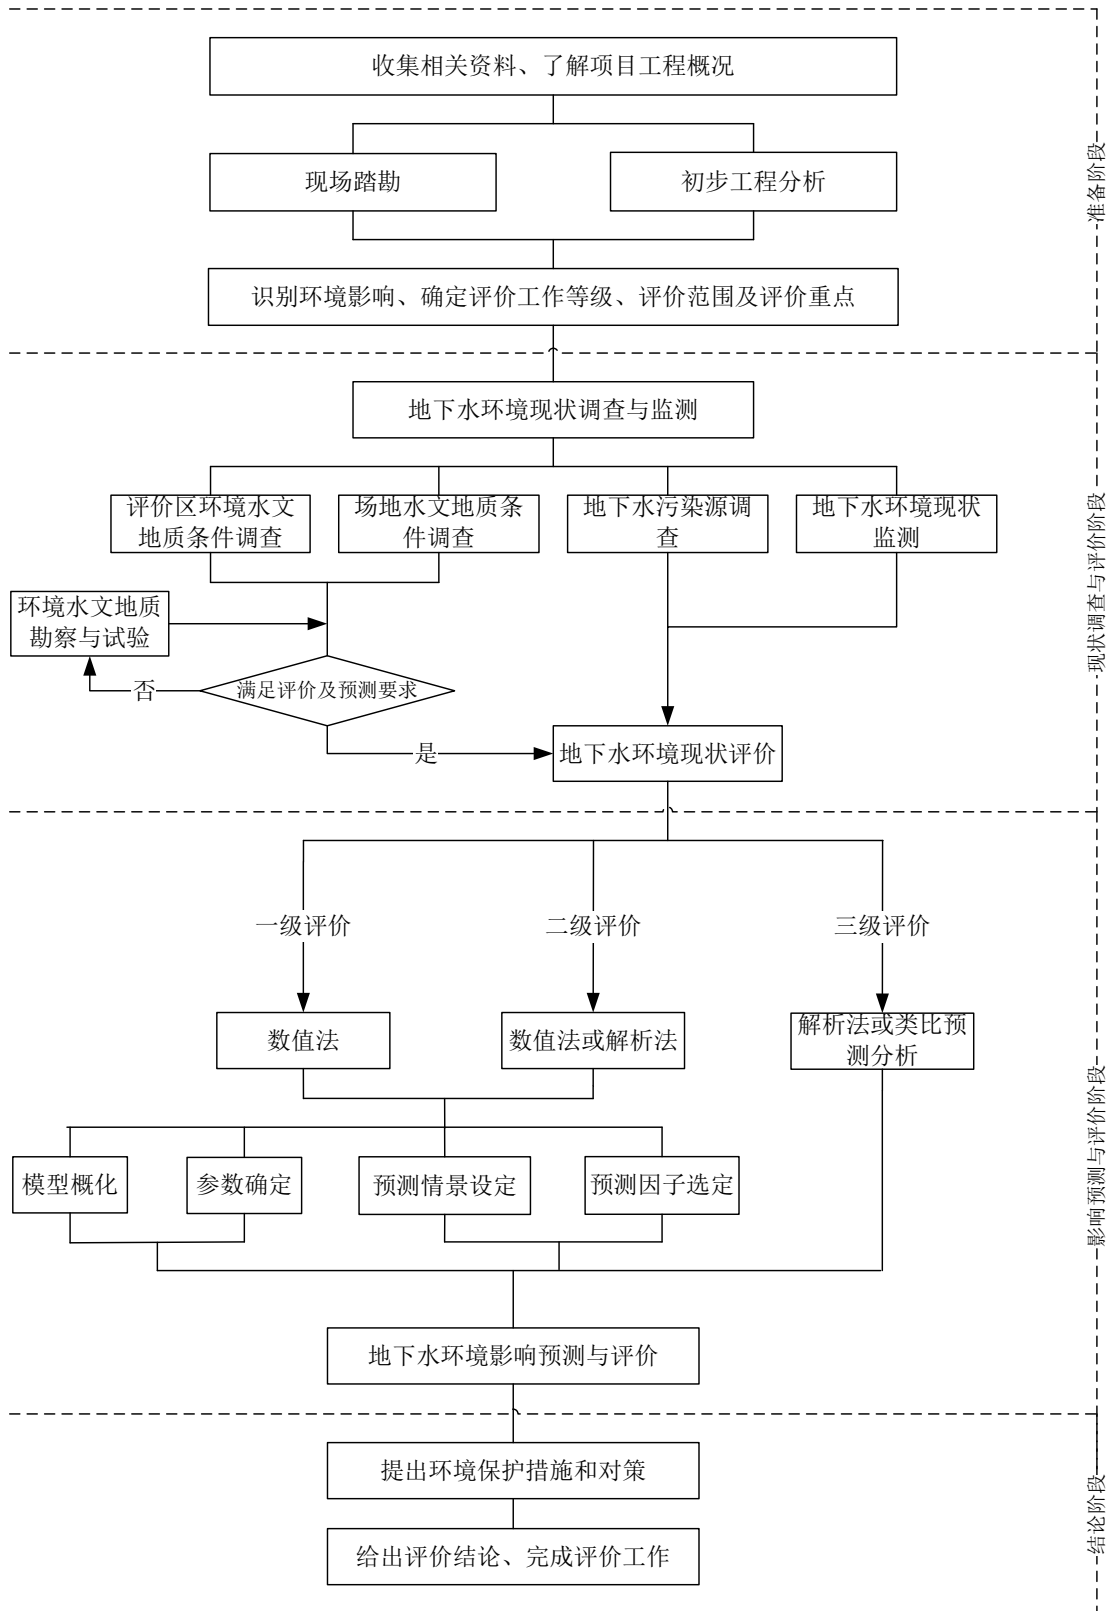 收集相关资料、了解项目工程概况
现场踏勘
初步工程分析
准备阶段
识别环境影响、确定评价工作等级、评价范围及评价重点
地下水环境现状调查与监测
评价区环境水文
地质条件调查
场地水文地质条
件调查
地下水污染源调
查
地下水环境现状
监测
现状调查与评价阶段
环境水文地质
勘察与试验
否
满足评价及预测要求
是
地下水环境现状评价
一级评价
二级评价
三级评价
数值法
数值法或解析法
解析法或类比预
测分析
影响预测与评价阶段
模型概化
参数确定
预测情景设定
预测因子选定
地下水环境影响预测与评价
提出环境保护措施和对策
结论阶段
给出评价结论、完成评价工作